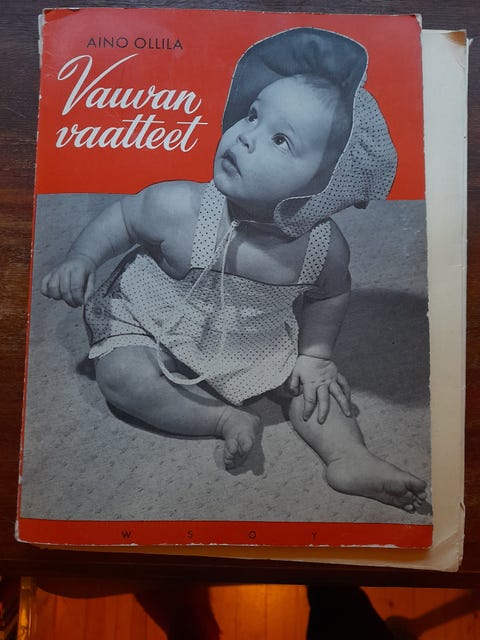 AINO OLLILA
Vauvan
vaatteet
W S O Y